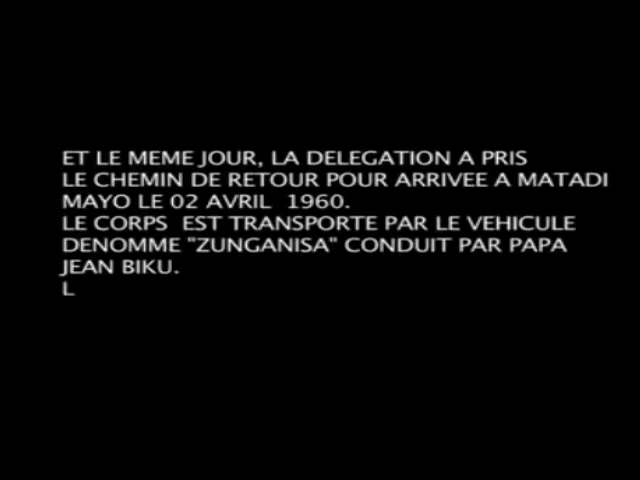 ET LE MEME JOUR, LA DELEGATION A PRIS
LE CHEMIN DE RETOUR POUR ARRIVEE A MATADI
MAYO LE 02 AVRIL  1960.
LE CORPS  EST TRANSPORTE PAR LE VEHICULE
DENOMME "ZUNGANISA" CONDUIT PAR PAPA
JEAN BIKU.
L